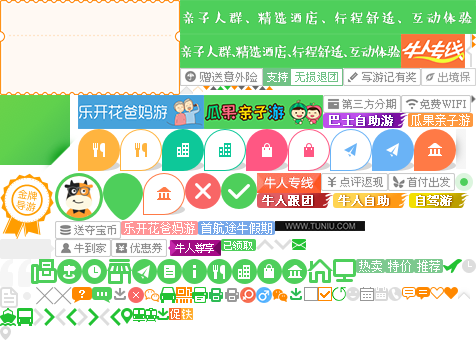 亲子人群、精选酒店、行程舒适、互动体验
亲子人群、精选酒店、行程舒适、互动体验 牛人专线
赠送意外险 支持 无损退团 写游记有奖 出境保
乐开花爸妈游 瓜果亲子游 第三方分期 免费WIFI
巴士自助游 瓜果亲子游
金牌导游
牛人专线 点评返现 首付出发
牛人跟团 牛人自助 自驾游
送夺宝币 乐开花爸妈游 首航途牛假期 WWW.TUNIU.COM
牛到家 优惠券 牛人尊享 已领取
热卖 特价 推荐
促销